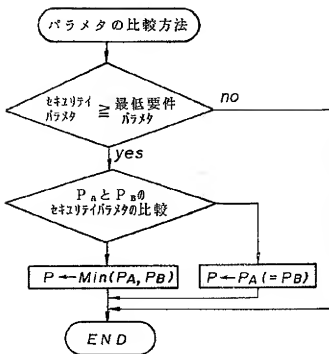 パラメタの比較方法
セキュリティ
パラメタ ≧ 最低要件
パラメタ
no
yes
PAとPBの
セキュリティパラメタの比較
P←Min(PA, PB)
P←PA(=PB)
END